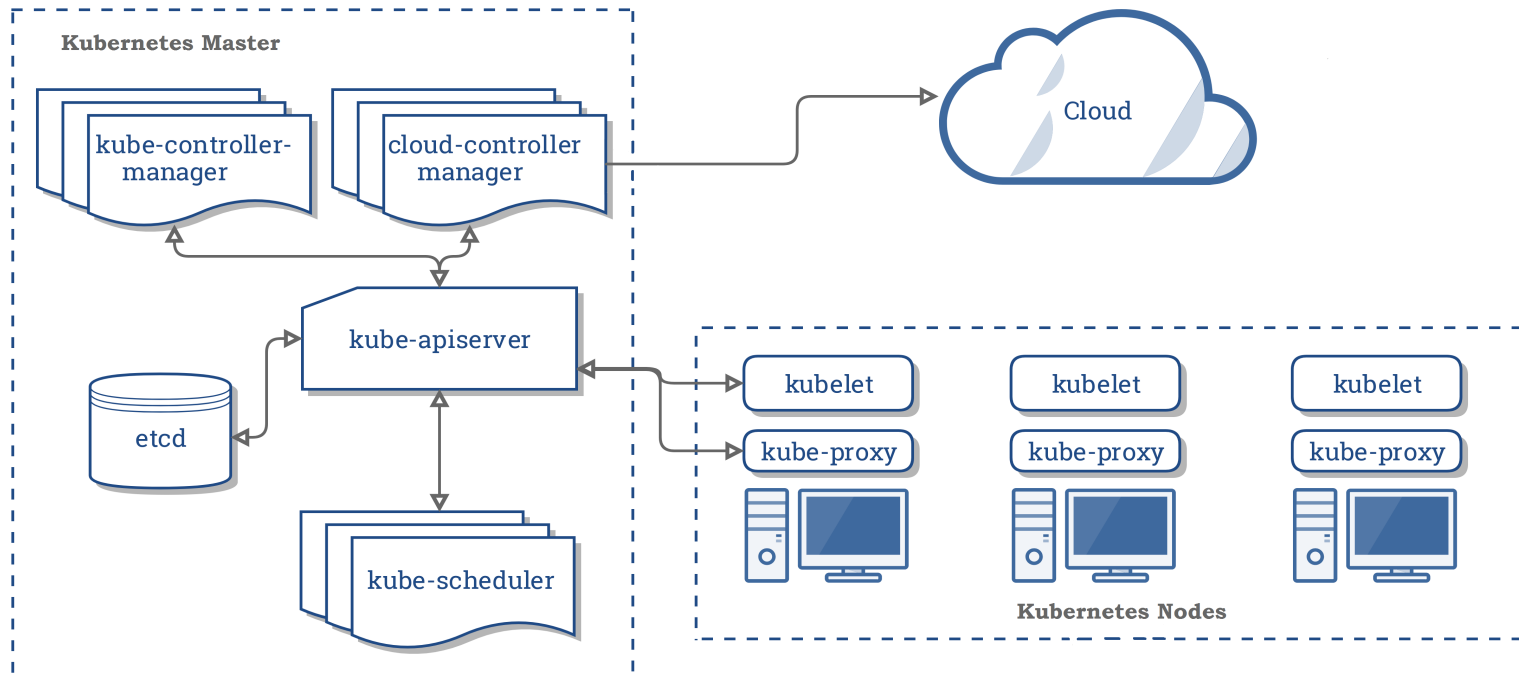 Kubernetes Master
kube-controller-
manager
cloud-controller
manager
Cloud
kube-apiserver
etcd
kube-scheduler
kubelet
kubelet
kubelet
kube-proxy
kube-proxy
kube-proxy
Kubernetes Nodes